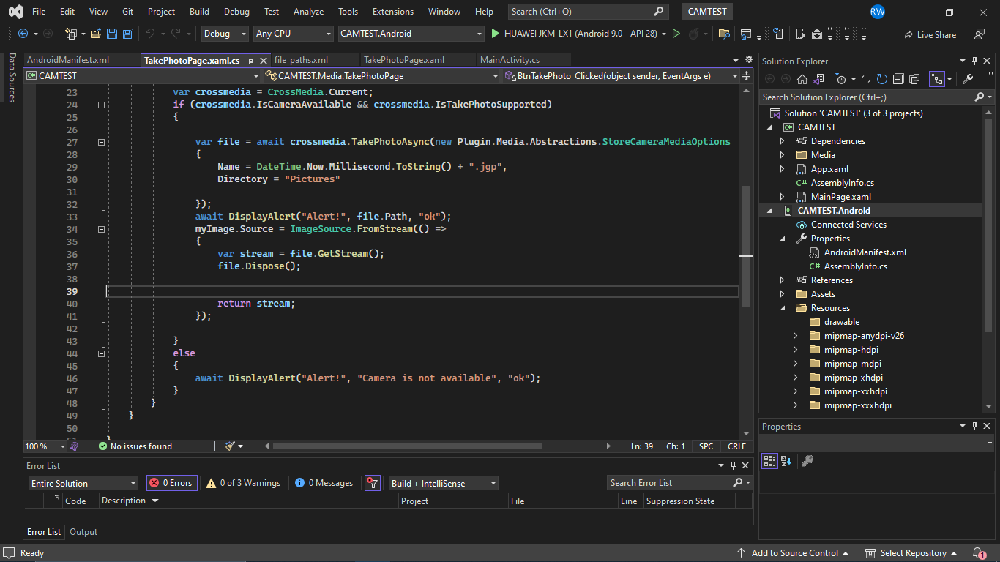 File Edit View Git Project Build Debug Test Analyze Tools Extensions Window Help Search (Ctrl+Q) CAMTEST RW
Debug Any CPU CAMTEST.Android HUAWEI JKM-LX1 (Android 9.0 - API 28) Live Share
Data Sources
AndroidManifest.xml TakePhotoPage.xaml.cs file_paths.xml TakePhotoPage.xaml MainActivity.cs
CAMTEST CAMTEST.Media.TakePhotoPage BtnTakePhoto_Clicked(object sender, EventArgs e)
23 var crossmedia = CrossMedia.Current;
24 if (crossmedia.IsCameraAvailable && crossmedia.IsTakePhotoSupported)
25 {
26
27 var file = await crossmedia.TakePhotoAsync(new Plugin.Media.Abstractions.StoreCameraMediaOptions
28 {
29 Name = DateTime.Now.Millisecond.ToString() + ".jgp",
30 Directory = "Pictures"
31
32 });
33 await DisplayAlert("Alert!", file.Path, "ok");
34 myImage.Source = ImageSource.FromStream(() =>
35 {
36 var stream = file.GetStream();
37 file.Dispose();
38
39
40 return stream;
41 });
42
43 }
44 else
45 {
46 await DisplayAlert("Alert!", "Camera is not available", "ok");
47 }
48 }
49 }
50
100 % No issues found Ln: 39 Ch: 1 SPC CRLF
Error List
Entire Solution 0 Errors 0 of 3 Warnings 0 Messages Build + IntelliSense Search Error List
Code Description Project File Line Suppression State
Error List Output
Solution Explorer
Search Solution Explorer (Ctrl+;)
Solution 'CAMTEST' (3 of 3 projects)
C# CAMTEST
Dependencies
Media
App.xaml
C# AssemblyInfo.cs
MainPage.xaml
CAMTEST.Android
Connected Services
Properties
AndroidManifest.xml
C# AssemblyInfo.cs
References
Assets
Resources
drawable
mipmap-anydpi-v26
mipmap-hdpi
mipmap-mdpi
mipmap-xhdpi
mipmap-xxhdpi
mipmap-xxxhdpi
Properties
Ready Add to Source Control Select Repository 1